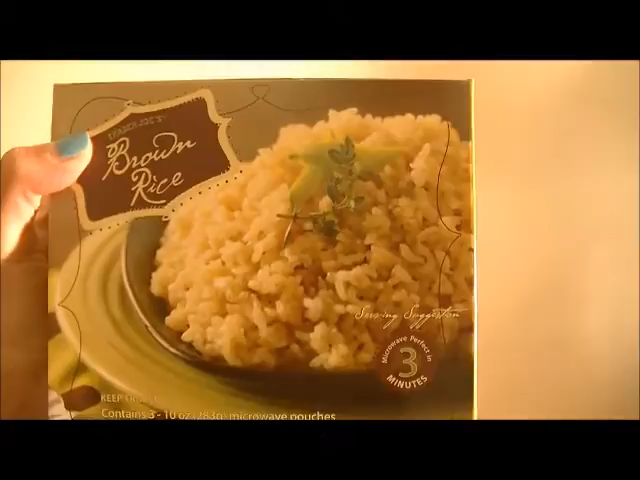 TRADER JOE'S
Brown
Rice
Serving Suggestion
Microwave Perfect in
3
MINUTES
KEEP FROZEN
Contains 3 - 10 oz (283g) microwave pouches